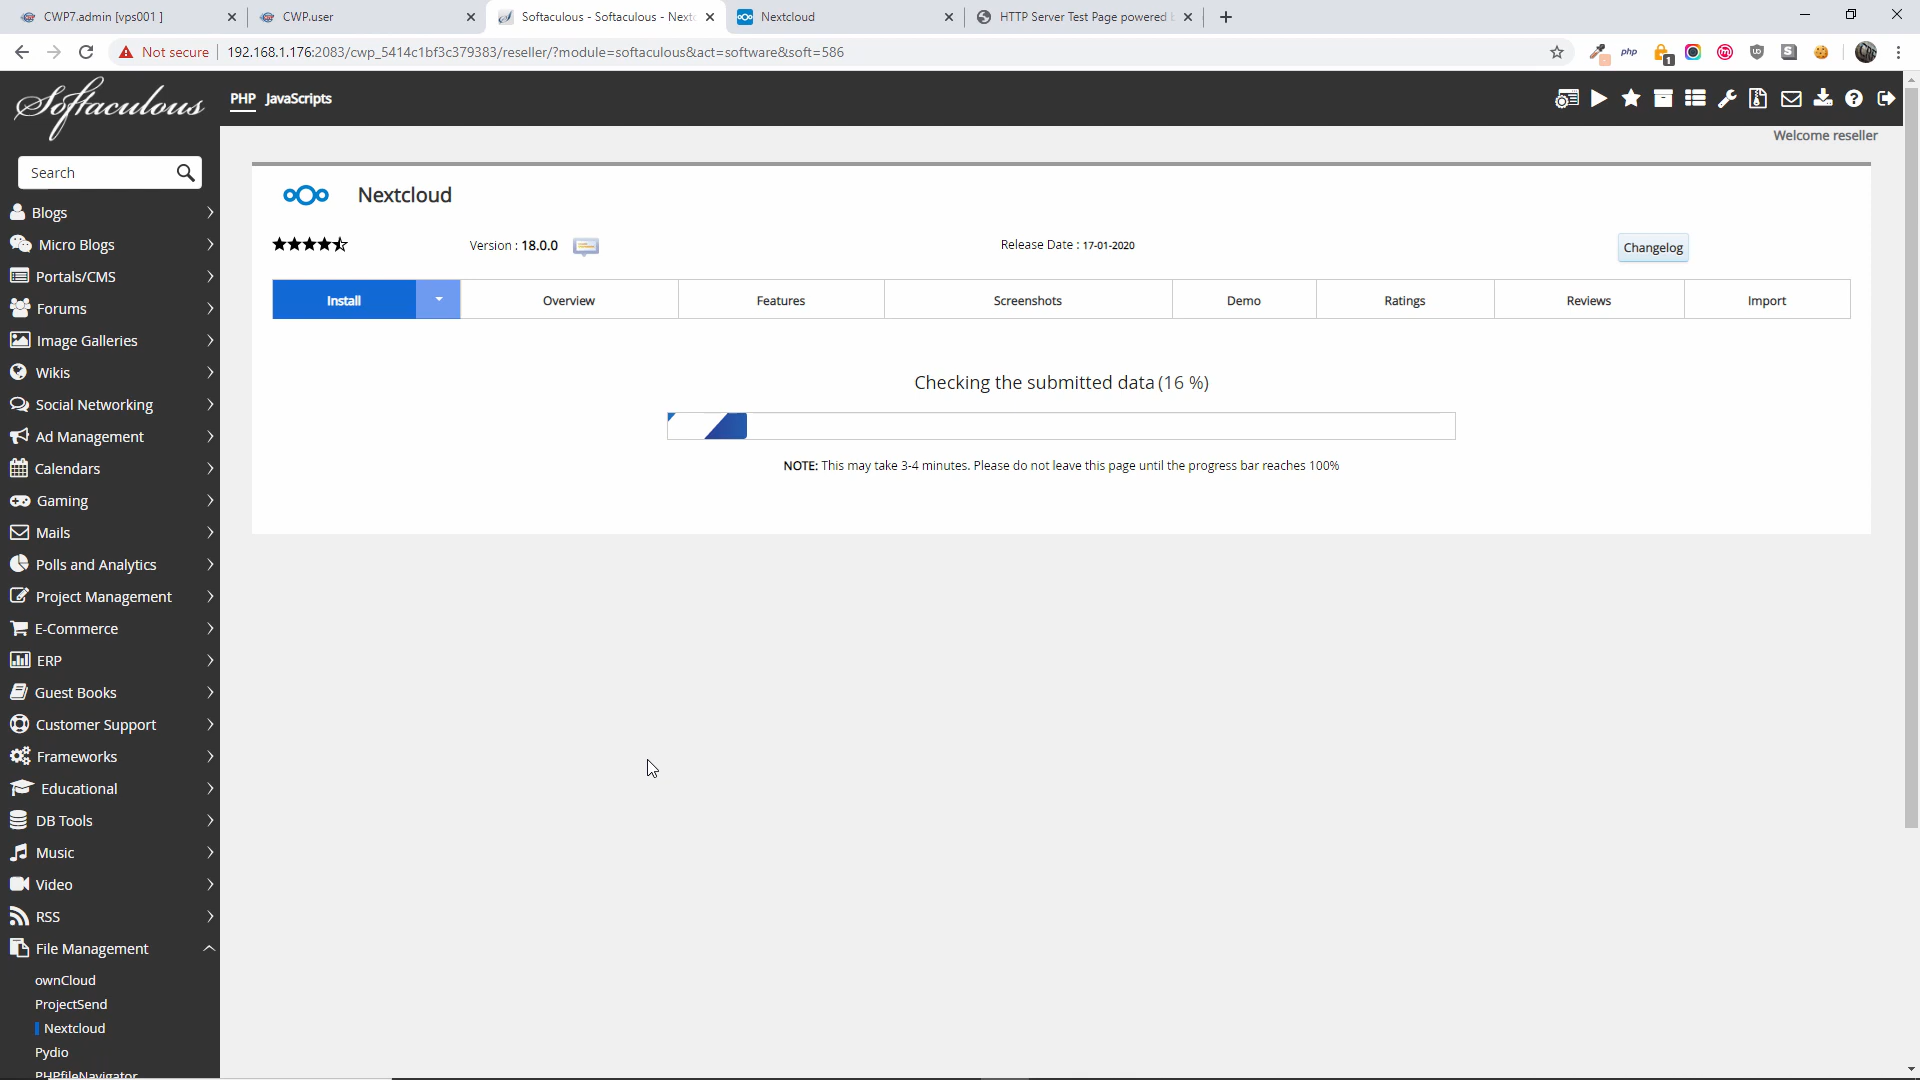 CWP7.admin [vps001 ]
CWP.user
Softaculous - Softaculous - Next
Nextcloud
HTTP Server Test Page powered
Not secure
192.168.1.176:2083/cwp_5414c1bf3c379383/reseller/?module=softaculous&act=software&soft=586
php
1
Softaculous
PHP JavaScripts
Welcome reseller
Search
Blogs
Micro Blogs
Portals/CMS
Forums
Image Galleries
Wikis
Social Networking
Ad Management
Calendars
Gaming
Mails
Polls and Analytics
Project Management
E-Commerce
ERP
Guest Books
Customer Support
Frameworks
Educational
DB Tools
Music
Video
RSS
File Management
ownCloud
ProjectSend
Nextcloud
Pydio
PHPfileNavigator
Nextcloud
Version : 18.0.0
Release Date : 17-01-2020
Changelog
Install
Overview
Features
Screenshots
Demo
Ratings
Reviews
Import
Checking the submitted data (16 %)
NOTE: This may take 3-4 minutes. Please do not leave this page until the progress bar reaches 100%